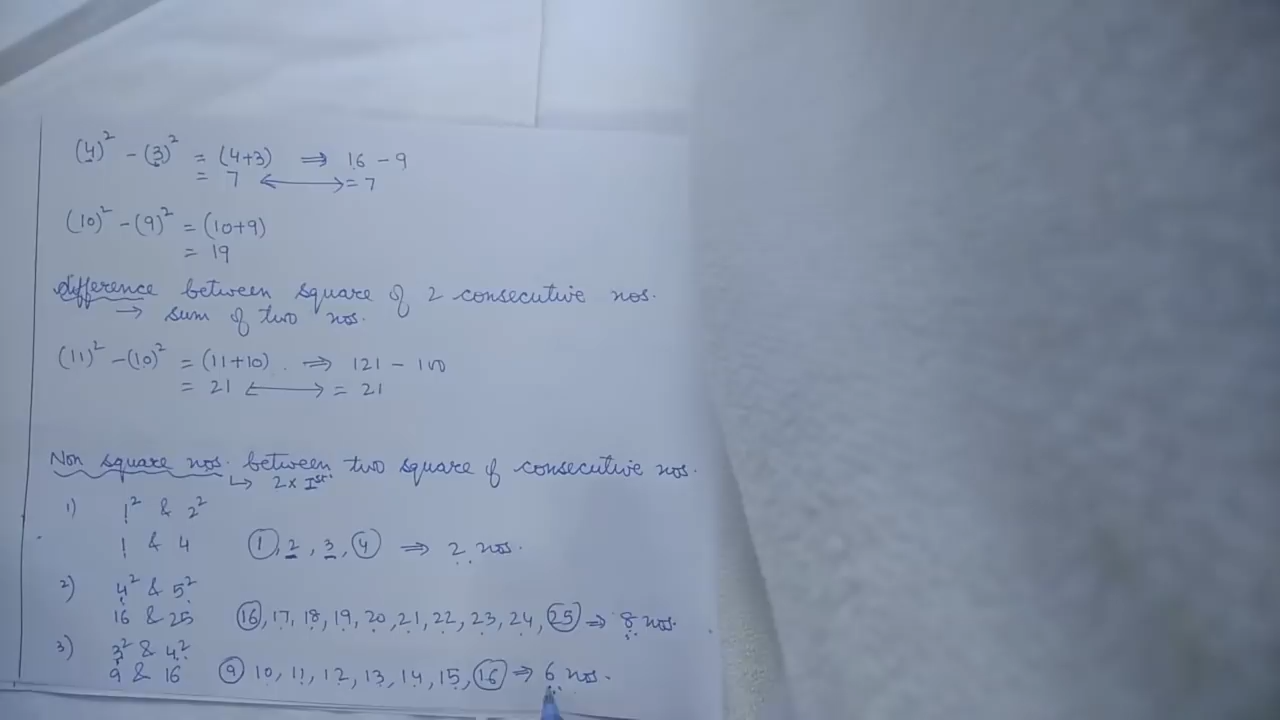 (4)² - (3)² = (4+3) ⇒ 16 - 9
= 7 ⟷ = 7
(10)² - (9)² = (10+9)
= 19
difference between square of 2 consecutive nos.
→ sum of two nos.
(11)² - (10)² = (11+10). ⇒ 121 - 100
= 21 ⟷ = 21
Non square nos. between two square of consecutive nos.
↳ 2 x Ist.
1) 1² & 2²
1 & 4 1, 2, 3, 4 ⇒ 2 nos.
2) 4² & 5²
16 & 25 16, 17, 18, 19, 20, 21, 22, 23, 24, 25 ⇒ 8 nos.
3) 3² & 4²
9 & 16 9 10, 11, 12, 13, 14, 15, 16 ⇒ 6 nos.